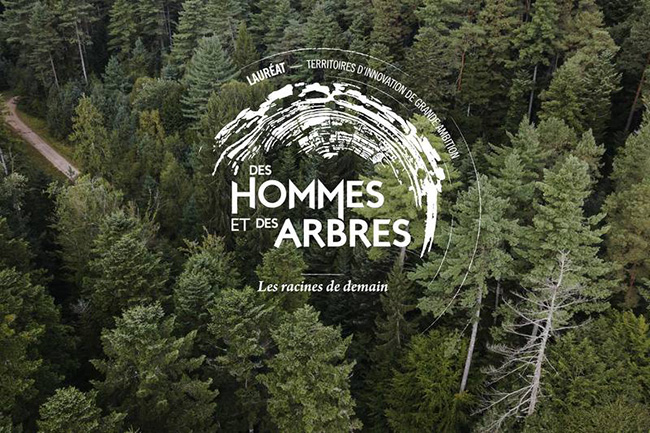 LAURÉAT — TERRITOIRES D'INNOVATION DE GRANDE AMBITION
DES
HOMMES
ET DES
ARBRES
Les racines de demain